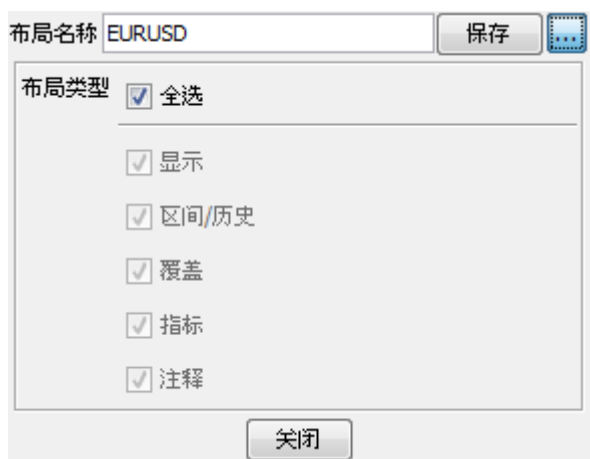 布局名称 EURUSD 保存 ...
布局类型 全选
显示
区间/历史
覆盖
指标
注释
关闭